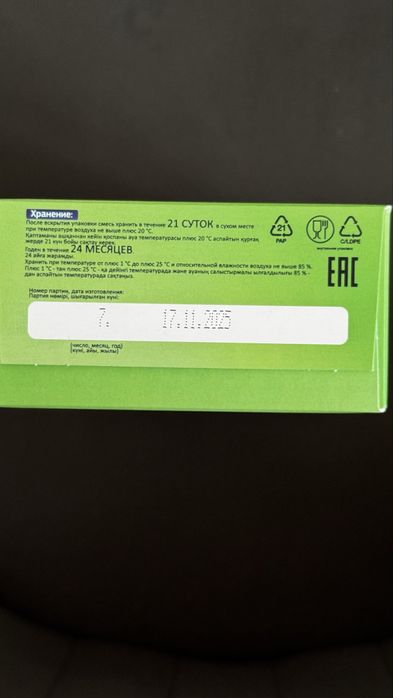 Хранение:
После вскрытия упаковки смесь хранить в течение 21 СУТОК в сухом месте
при температуре воздуха не выше плюс 20 °С.
Қаптаманы ашқаннан кейін қоспаны ауа температурасы плюс 20 °С аспайтын құрғақ
жерде 21 күн бойы сақтау керек.
Годен в течение 24 МЕСЯЦЕВ.
24 айға жарамды.
Хранить при температуре от плюс 1 °С до плюс 25 °С и относительной влажности воздуха не выше 85 %.
Плюс 1 °С - тан плюс 25 °С - қа дейінгі температурада және ауаның салыстырмалы ылғалдылығы 85 % -
дан аспайтын температурада сақтаңыз.
21
PAP
C/LDPE
внутренняя упаковка
EAC
Номер партии, дата изготовления:
Партия нөмірі, шығарылған күні:
7. 17.11.2025
(число, месяц, год)
(күні, айы, жылы)